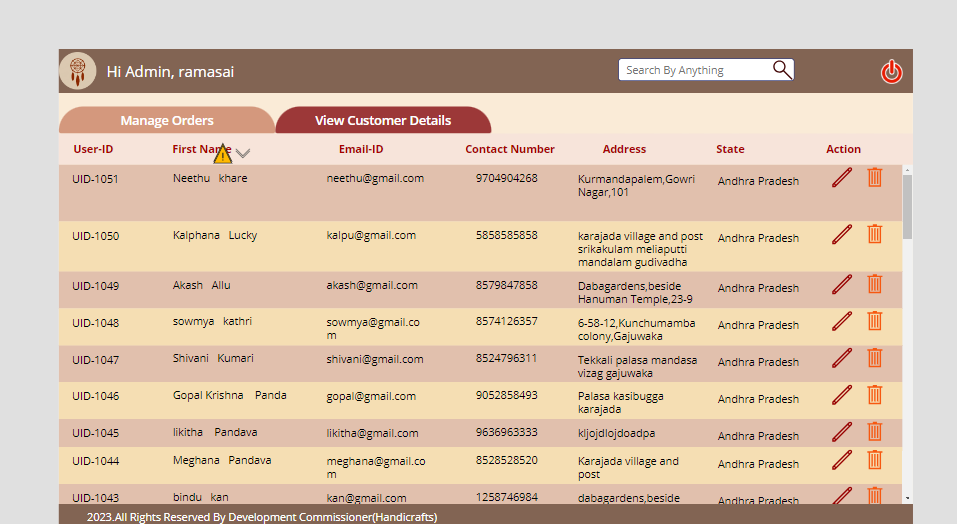 Hi Admin, ramasai
Search By Anything
Manage Orders View Customer Details
User-ID First Name Email-ID Contact Number Address State Action
UID-1051 Neethu khare neethu@gmail.com 9704904268 Kurmandapalem,Gowri Andhra Pradesh
Nagar,101
UID-1050 Kalphana Lucky kalpu@gmail.com 5858585858 karajada village and post Andhra Pradesh
srikakulam meliaputti
mandalam gudivadha
UID-1049 Akash Allu akash@gmail.com 8579847858 Dabagardens,beside Andhra Pradesh
Hanuman Temple,23-9
UID-1048 sowmya kathri sowmya@gmail.co 8574126357 6-58-12,Kunchumamba Andhra Pradesh
m colony,Gajuwaka
UID-1047 Shivani Kumari shivani@gmail.com 8524796311 Tekkali palasa mandasa Andhra Pradesh
vizag gajuwaka
UID-1046 Gopal Krishna Panda gopal@gmail.com 9052858493 Palasa kasibugga Andhra Pradesh
karajada
UID-1045 likitha Pandava likitha@gmail.com 9636963333 kljojdlojdoadpa Andhra Pradesh
UID-1044 Meghana Pandava meghana@gmail.co 8528528520 Karajada village and Andhra Pradesh
m post
UID-1043 bindu kan kan@gmail.com 1258746984 dabagardens,beside Andhra Pradesh
2023.All Rights Reserved By Development Commissioner(Handicrafts)